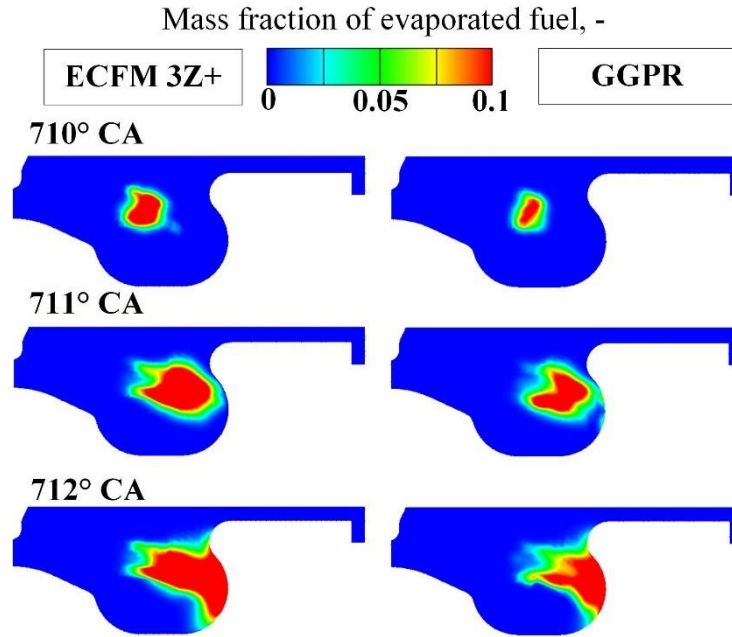 Mass fraction of evaporated fuel, -
ECFM 3Z+
0 0.05 0.1
GGPR
710° CA
711° CA
712° CA